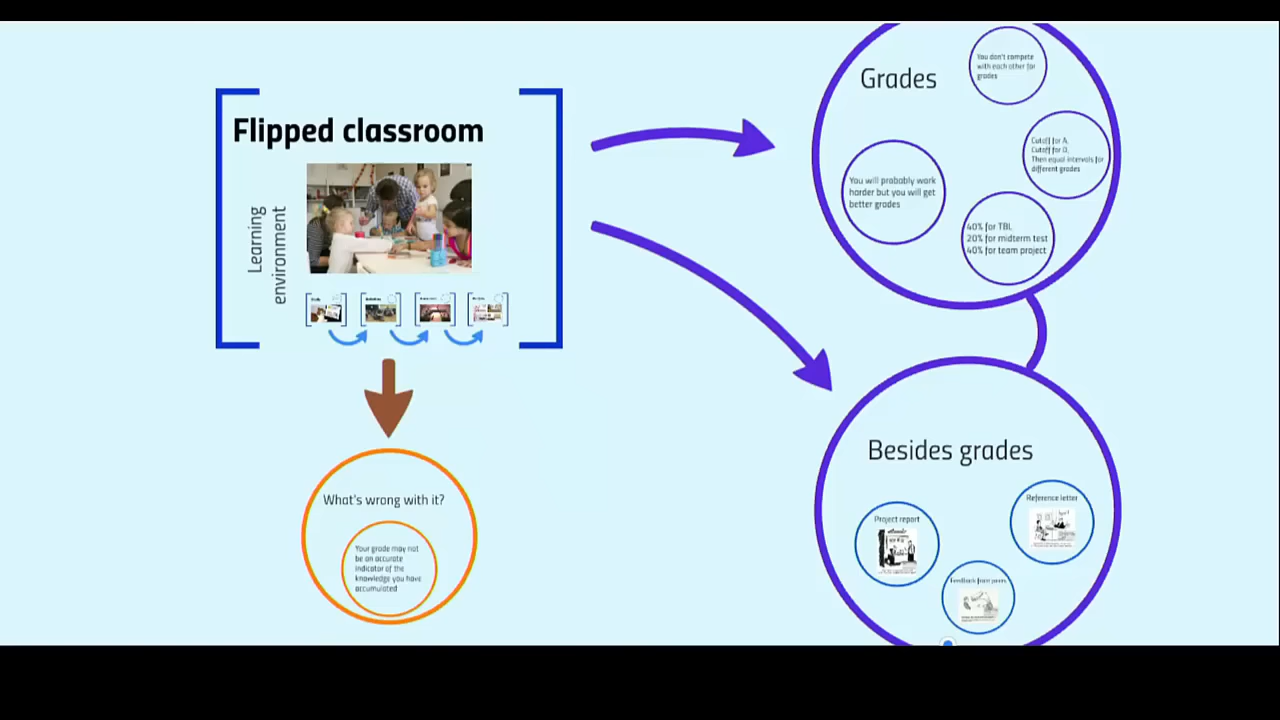 Flipped classroom
Learning
environment
What's wrong with it?
Your grade may not
be an accurate
indicator of the
knowledge you have
accumulated
Grades
You don't compete
with each other for
grades
Cutoff for A,
Cutoff for D,
Then equal intervals for
different grades
You will probably work
harder but you will get
better grades
40% for TBL
20% for midterm test
40% for team project
Besides grades
Project report
Reference letter
Feedback from peers